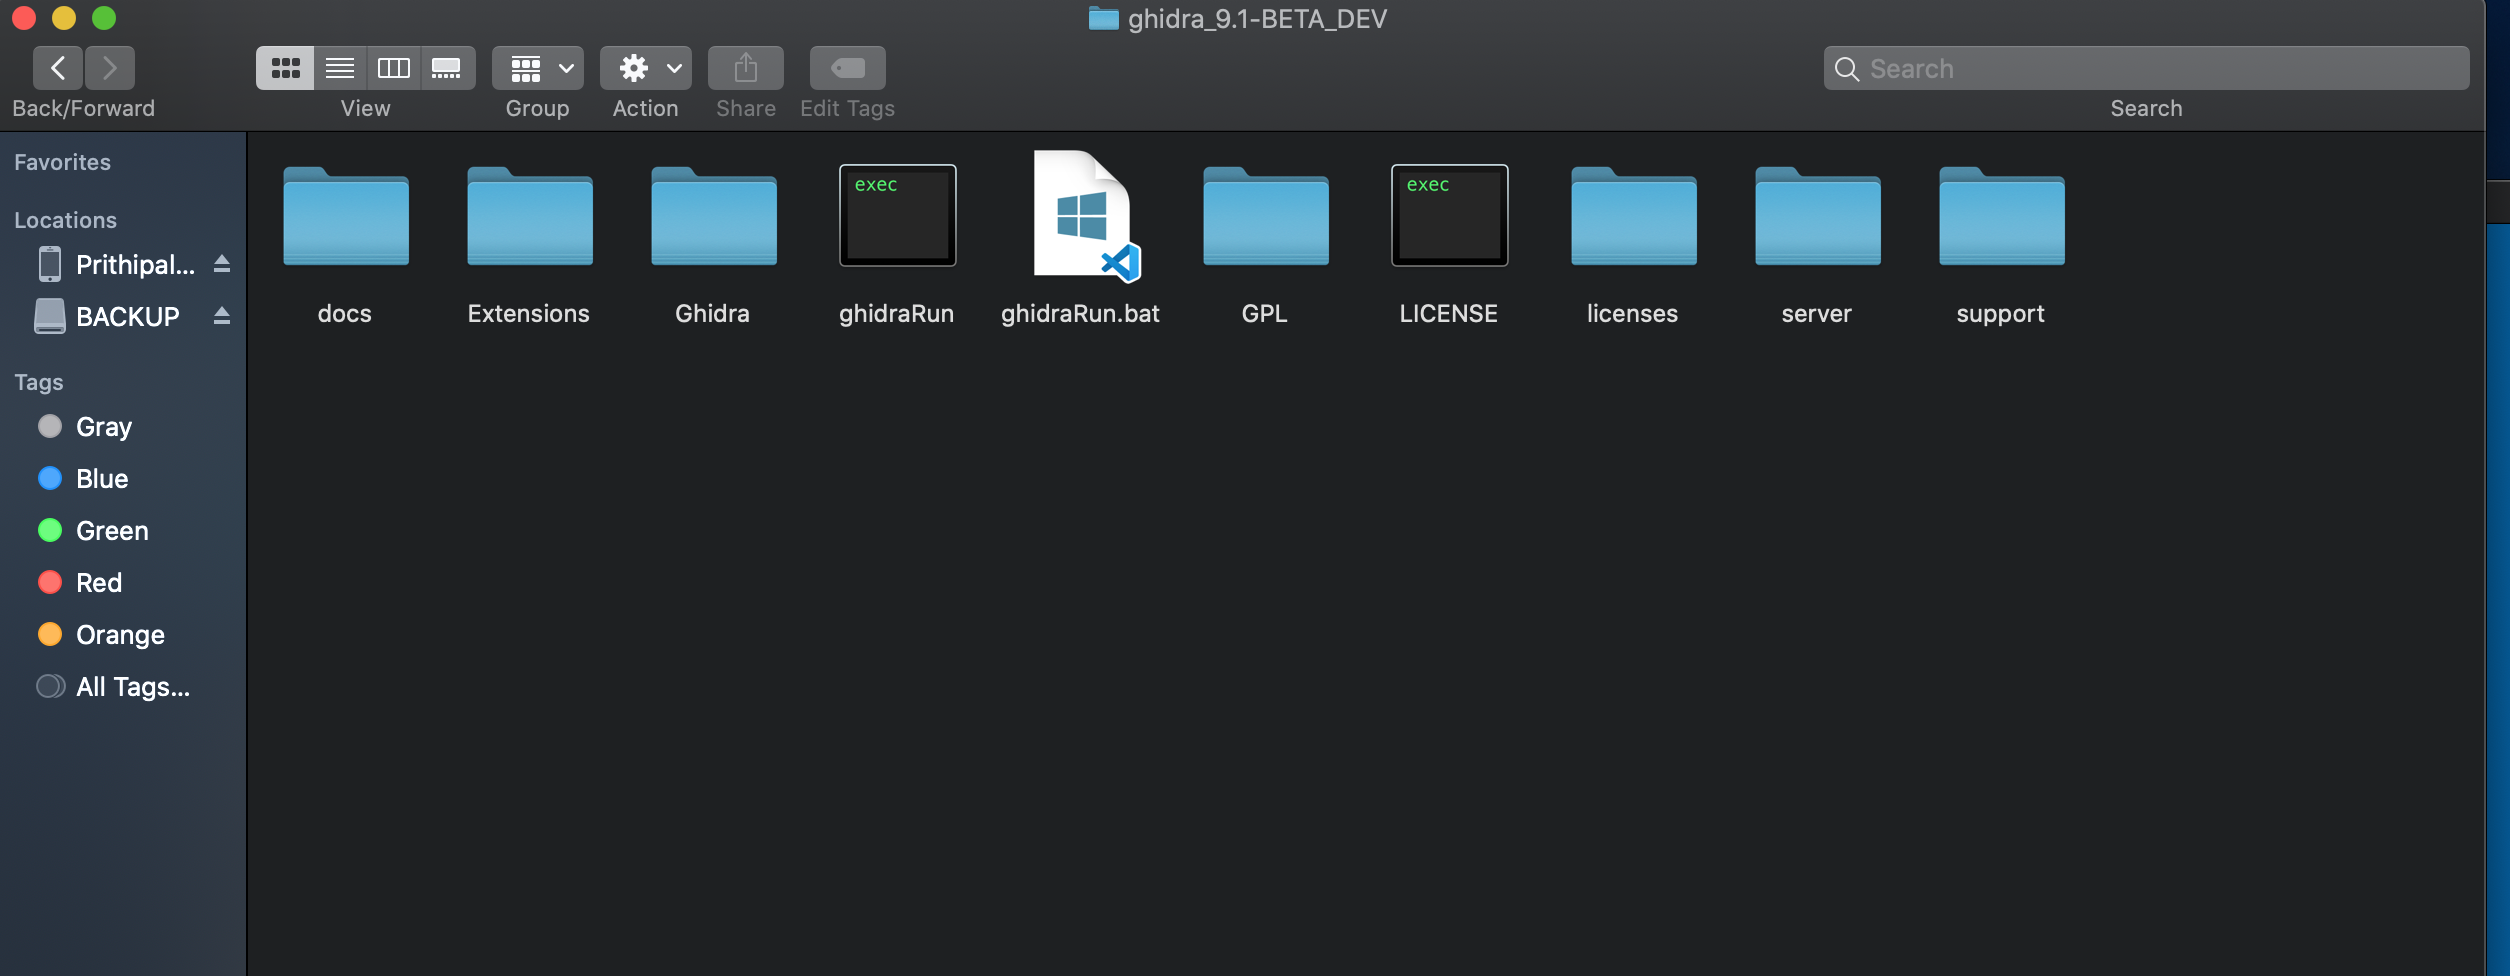 ghidra_9.1-BETA_DEV
Search
Back/Forward View Group Action Share Edit Tags Search
Favorites
Locations
Prithipal...
BACKUP
Tags
Gray
Blue
Green
Red
Orange
All Tags...
exec exec
docs Extensions Ghidra ghidraRun ghidraRun.bat GPL LICENSE licenses server support